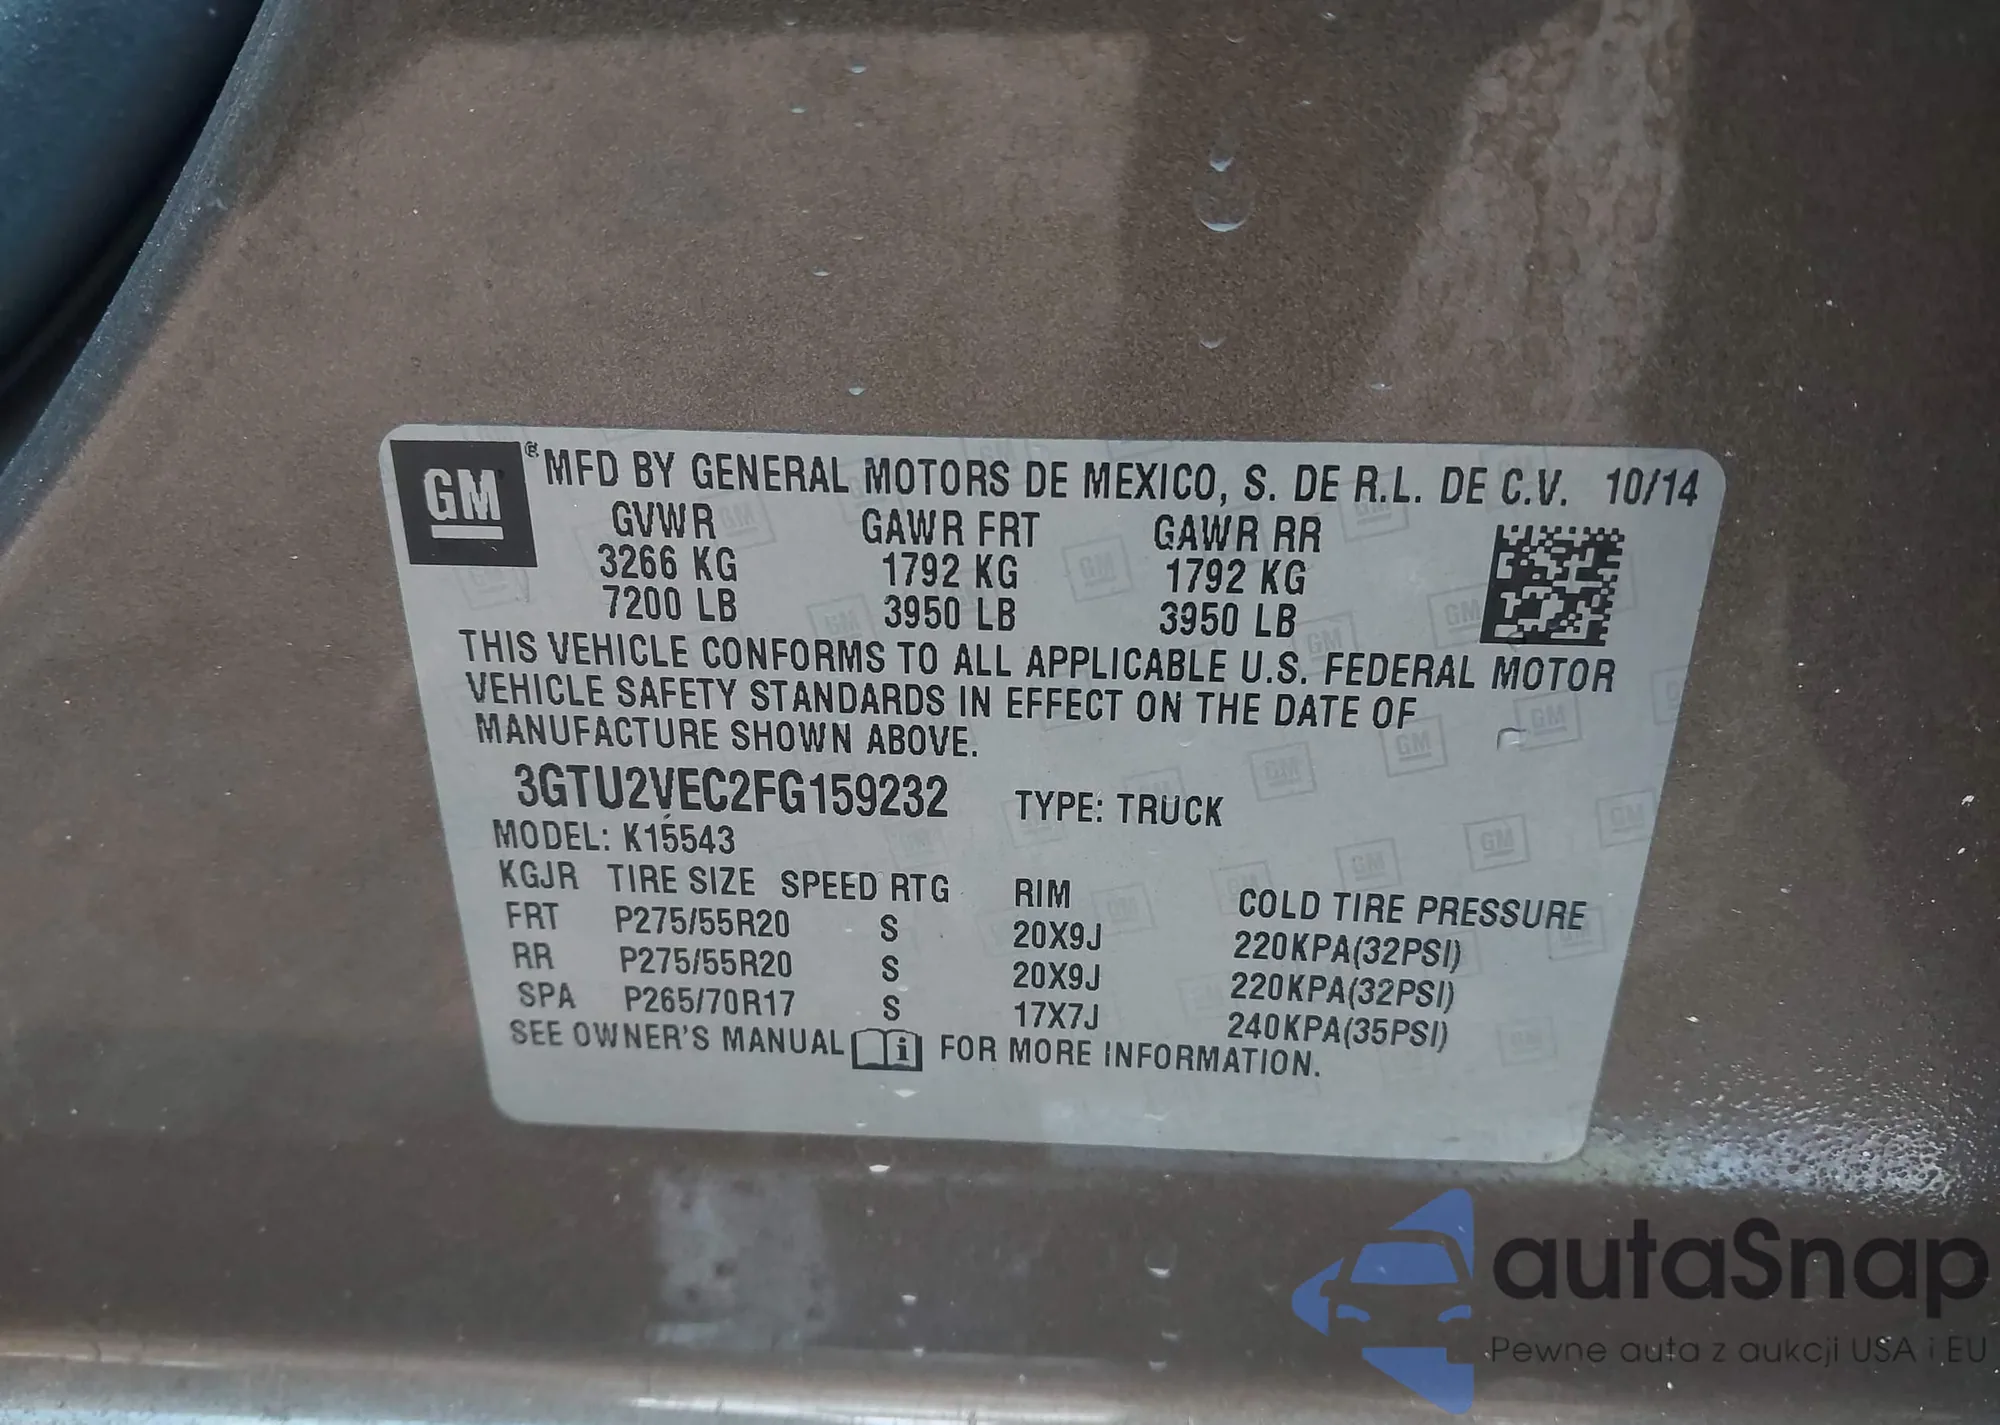 GM ® MFD BY GENERAL MOTORS DE MEXICO, S. DE R.L. DE C.V. 10/14
GVWR GAWR FRT GAWR RR
3266 KG 1792 KG 1792 KG
7200 LB 3950 LB 3950 LB
THIS VEHICLE CONFORMS TO ALL APPLICABLE U.S. FEDERAL MOTOR
VEHICLE SAFETY STANDARDS IN EFFECT ON THE DATE OF
MANUFACTURE SHOWN ABOVE.
3GTU2VEC2FG159232 TYPE: TRUCK
MODEL: K15543
KGJR TIRE SIZE SPEED RTG RIM COLD TIRE PRESSURE
FRT P275/55R20 S 20X9J 220KPA(32PSI)
RR P275/55R20 S 20X9J 220KPA(32PSI)
SPA P265/70R17 S 17X7J 240KPA(35PSI)
SEE OWNER'S MANUAL i FOR MORE INFORMATION.
autaSnap
Pewne auta z aukcji USA i EU